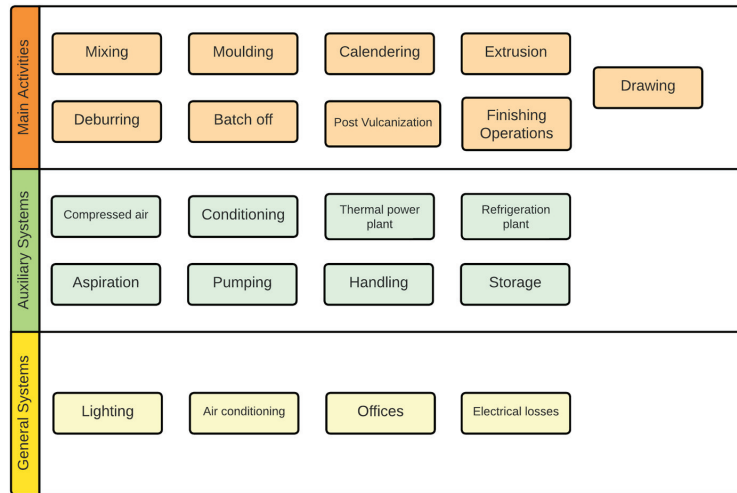 Main Activities
Mixing
Moulding
Calendering
Extrusion
Drawing
Deburring
Batch off
Post Vulcanization
Finishing
Operations
Auxiliary Systems
Compressed air
Conditioning
Thermal power
plant
Refrigeration
plant
Aspiration
Pumping
Handling
Storage
General Systems
Lighting
Air conditioning
Offices
Electrical losses